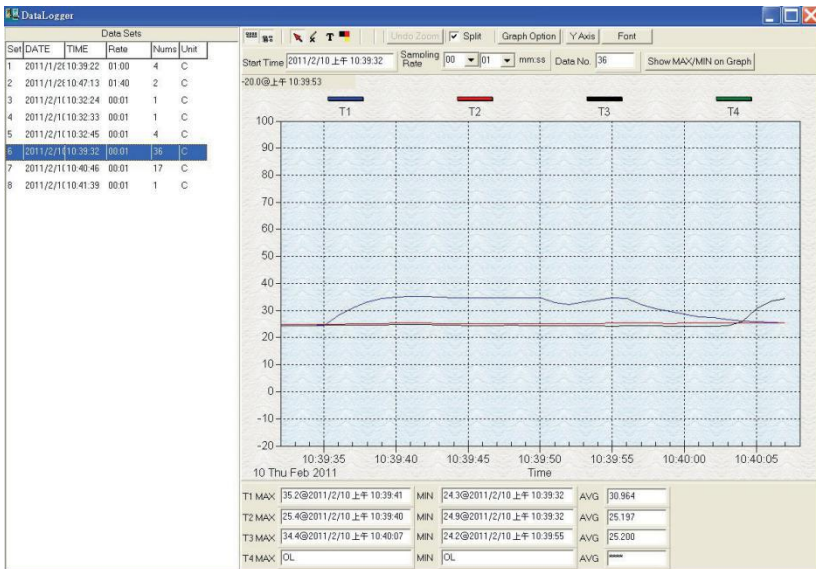 DataLogger
Data Sets
Set DATE TIME Rate Nums Unit
1 2011/1/2 10:39:22 01:00 4 C
2 2011/1/2 10:47:13 01:40 2 C
3 2011/2/1 10:32:24 00:01 1 C
4 2011/2/1 10:32:33 00:01 1 C
5 2011/2/1 10:32:45 00:01 4 C
6 2011/2/10 10:39:32 00:01 36 C
7 2011/2/1 10:40:46 00:01 17 C
8 2011/2/1 10:41:39 00:01 1 C
T Undo Zoom Split Graph Option Y Axis Font
Start Time 2011/2/10 上午 10:39:32 Sampling Rate 00 01 mm:ss Data No. 36 Show MAX/MIN on Graph
-20.0@上午 10:39:53
T1 T2 T3 T4
100
90
80
70
60
50
40
30
20
10
0
-10
-20
10:39:35 10:39:40 10:39:45 10:39:50 10:39:55 10:40:00 10:40:05
10 Thu Feb 2011 Time
T1 MAX 35.2@2011/2/10 上午 10:39:41 MIN 24.3@2011/2/10 上午 10:39:32 AVG 30.964
T2 MAX 25.4@2011/2/10 上午 10:39:40 MIN 24.9@2011/2/10 上午 10:39:32 AVG 25.197
T3 MAX 34.4@2011/2/10 上午 10:40:07 MIN 24.2@2011/2/10 上午 10:39:55 AVG 25.200
T4 MAX OL MIN OL AVG ****